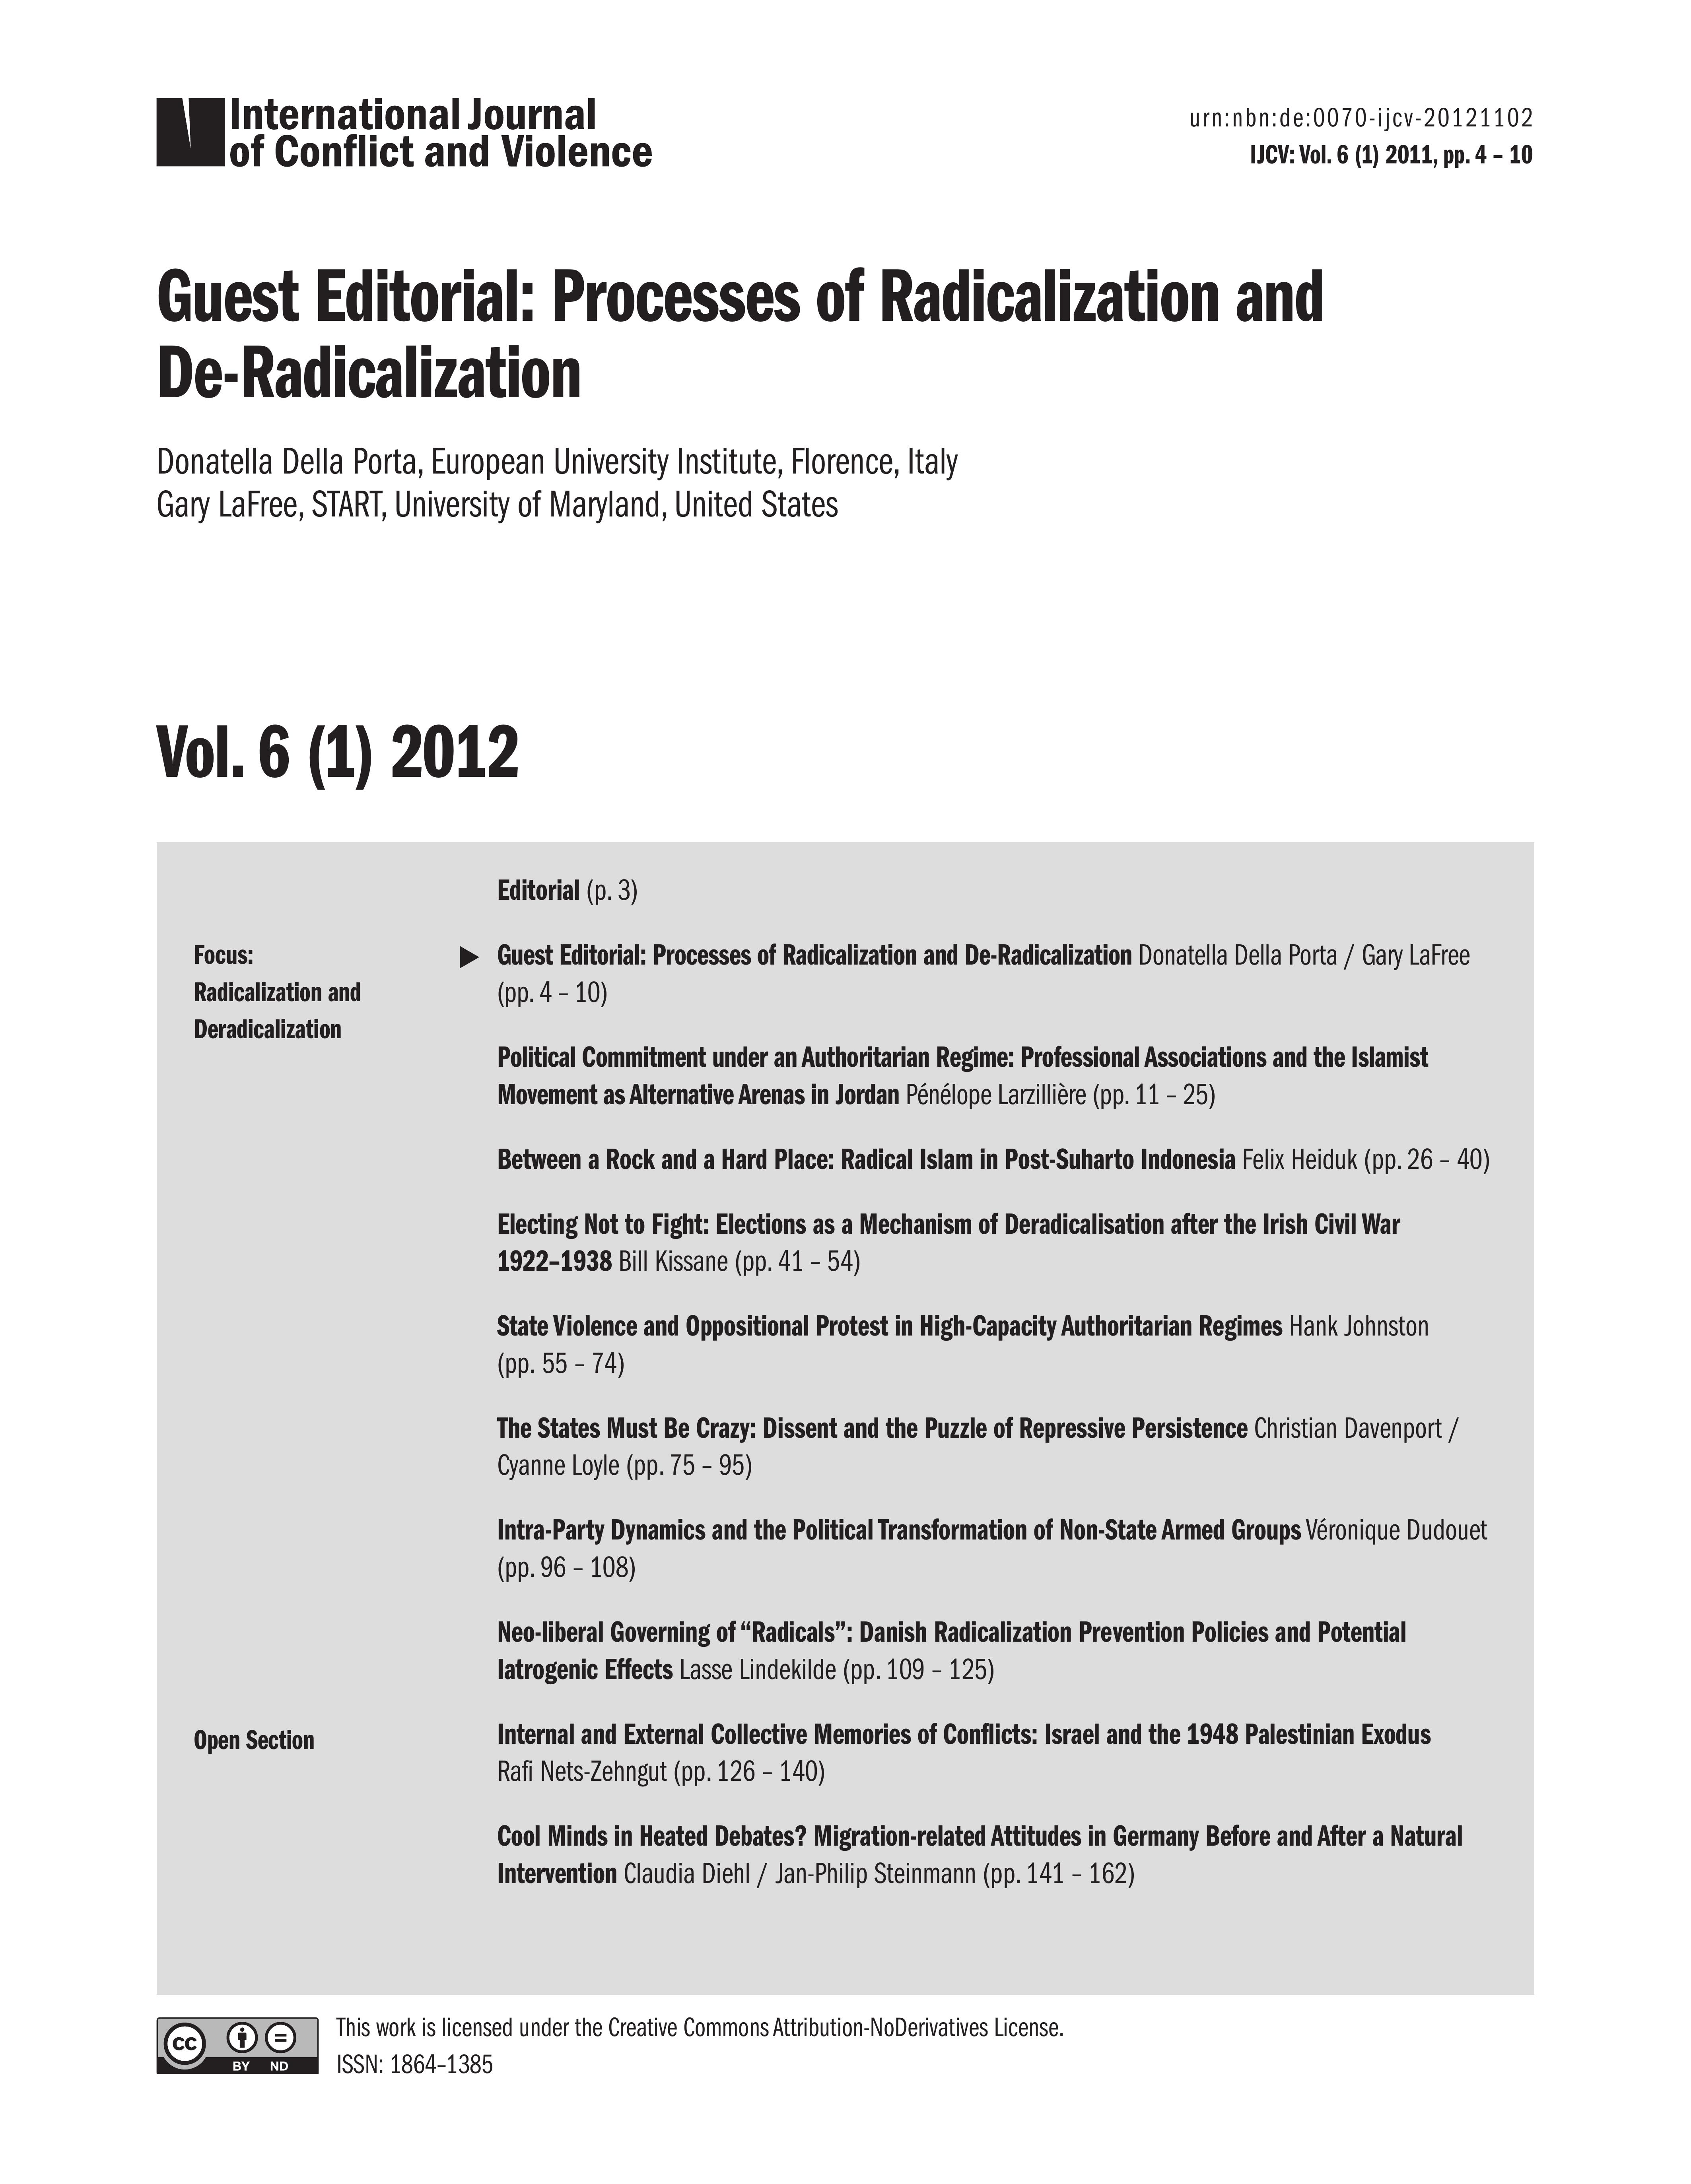 International Journal
of Conflict and Violence
urn:nbn:de:0070-ijcv-20121102
IJCV: Vol. 6 (1) 2011, pp. 4 – 10
Guest Editorial: Processes of Radicalization and
De-Radicalization
Donatella Della Porta, European University Institute, Florence, Italy
Gary LaFree, START, University of Maryland, United States
Vol. 6 (1) 2012
Editorial (p. 3)
Focus:
Radicalization and
Deradicalization
Guest Editorial: Processes of Radicalization and De-Radicalization Donatella Della Porta / Gary LaFree
(pp. 4 – 10)
Political Commitment under an Authoritarian Regime: Professional Associations and the Islamist
Movement as Alternative Arenas in Jordan Pénélope Larzillière (pp. 11 – 25)
Between a Rock and a Hard Place: Radical Islam in Post-Suharto Indonesia Felix Heiduk (pp. 26 – 40)
Electing Not to Fight: Elections as a Mechanism of Deradicalisation after the Irish Civil War
1922–1938 Bill Kissane (pp. 41 – 54)
State Violence and Oppositional Protest in High-Capacity Authoritarian Regimes Hank Johnston
(pp. 55 – 74)
The States Must Be Crazy: Dissent and the Puzzle of Repressive Persistence Christian Davenport /
Cyanne Loyle (pp. 75 – 95)
Intra-Party Dynamics and the Political Transformation of Non-State Armed Groups Véronique Dudouet
(pp. 96 – 108)
Neo-liberal Governing of “Radicals”: Danish Radicalization Prevention Policies and Potential
Iatrogenic Effects Lasse Lindekilde (pp. 109 – 125)
Open Section
Internal and External Collective Memories of Conflicts: Israel and the 1948 Palestinian Exodus
Rafi Nets-Zehngut (pp. 126 – 140)
Cool Minds in Heated Debates? Migration-related Attitudes in Germany Before and After a Natural
Intervention Claudia Diehl / Jan-Philip Steinmann (pp. 141 – 162)
cc
BY ND
This work is licensed under the Creative Commons Attribution-NoDerivatives License.
ISSN: 1864–1385